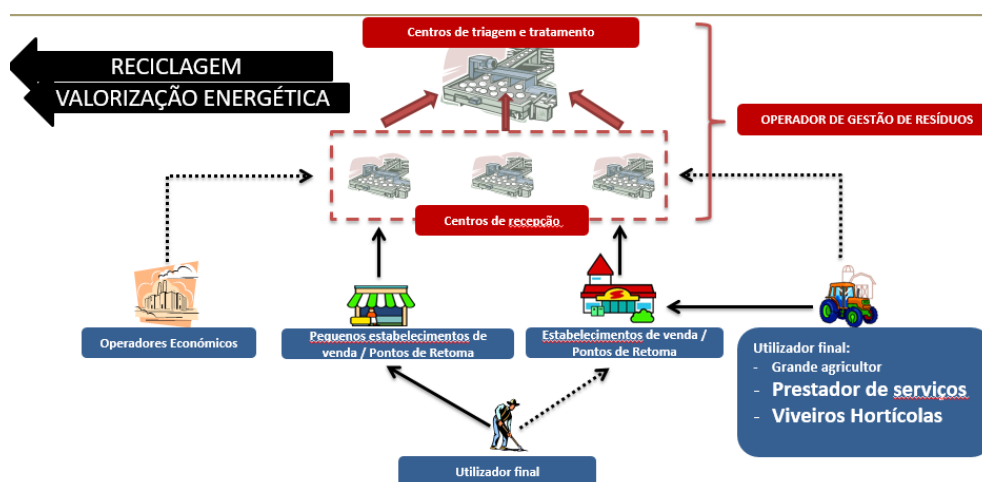 Centros de triagem e tratamento
RECICLAGEM
VALORIZAÇÃO ENERGÉTICA
OPERADOR DE GESTÃO DE RESÍDUOS
Centros de recepção
Operadores Económicos
Pequenos estabelecimentos de
venda / Pontos de Retoma
Estabelecimentos de venda /
Pontos de Retoma
Utilizador final:
- Grande agricultor
- Prestador de serviços
- Viveiros Hortícolas
Utilizador final